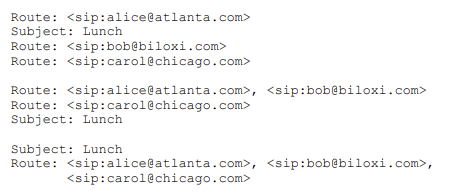 Route: <sip:alice@atlanta.com>
Subject: Lunch
Route: <sip:bob@biloxi.com>
Route: <sip:carol@chicago.com>

Route: <sip:alice@atlanta.com>, <sip:bob@biloxi.com>
Route: <sip:carol@chicago.com>
Subject: Lunch

Subject: Lunch
Route: <sip:alice@atlanta.com>, <sip:bob@biloxi.com>,
       <sip:carol@chicago.com>